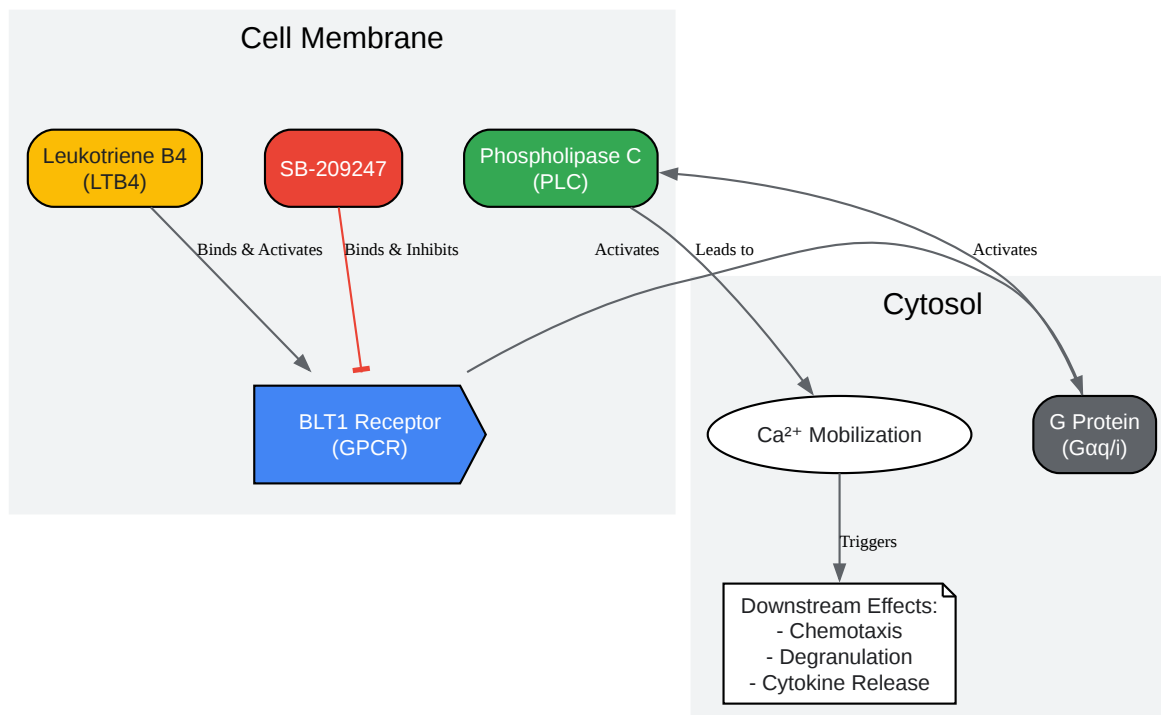 Cell Membrane
Leukotriene B4
(LTB4)
SB-209247
Phospholipase C
(PLC)
Binds & Activates
Binds & Inhibits
Activates
Leads to
Activates
Cytosol
BLT1 Receptor
(GPCR)
Ca²⁺ Mobilization
G Protein
(Gαq/i)
Triggers
Downstream Effects:
- Chemotaxis
- Degranulation
- Cytokine Release